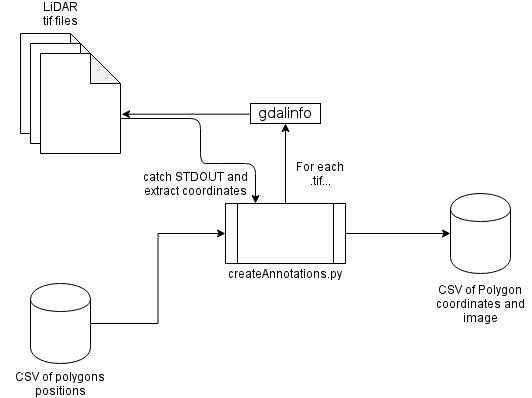 LiDAR
tif files
gdalinfo
catch STDOUT and
extract coordinates
For each
.tif...
createAnnotations.py
CSV of Polygon
coordinates and
image
CSV of polygons
positions